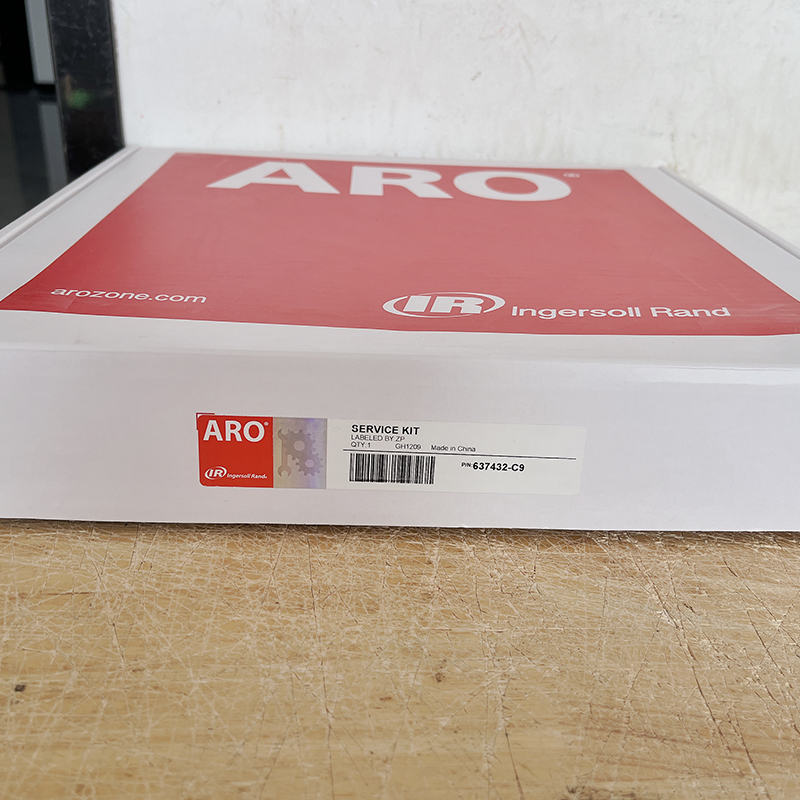 ARO®
arozone.com
IR Ingersoll Rand
ARO®
IR Ingersoll Rand®
SERVICE KIT
LABELED BY ZP
QTY:1 GH1209 Made in China
P/N: 637432-C9